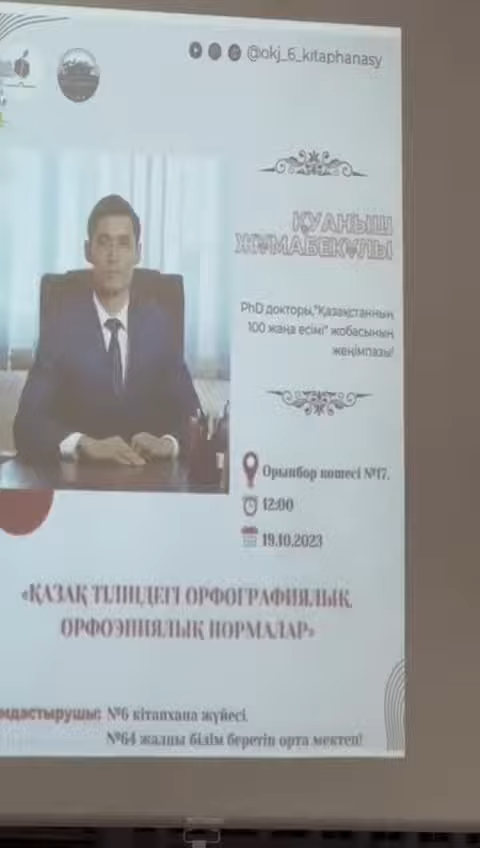 @okj_6_kitaphanasy
ҚУАНЫШ
ЖҰМАБЕКҰЛЫ
PhD докторы,"Қазақстанның
100 жаңа есімі" жобасының
жеңімпазы!
Орынбор көшесі №17.
12:00
19.10.2023
«ҚАЗАҚ ТІЛІНДЕГІ ОРФОГРАФИЯЛЫҚ,
ОРФОЭПИЯЛЫҚ НОРМАЛАР»
№6 кітапхана жүйесі,
№64 жалпы білім беретін орта мектеп!